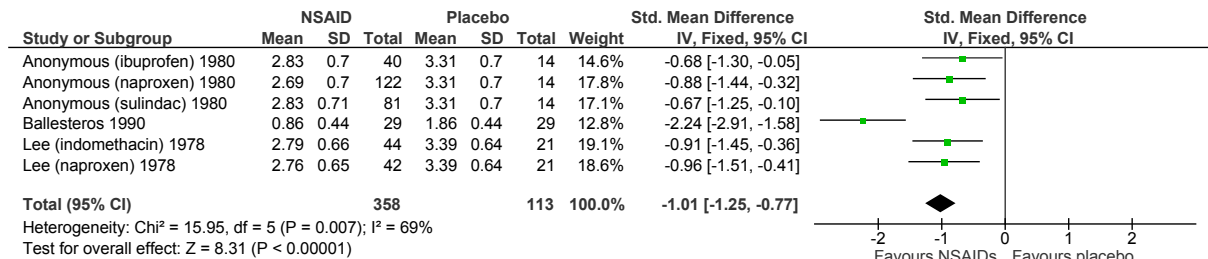 NSAID Placebo Std. Mean Difference Std. Mean Difference
Study or Subgroup Mean SD Total Mean SD Total Weight IV, Fixed, 95% CI IV, Fixed, 95% CI
Anonymous (ibuprofen) 1980 2.83 0.7 40 3.31 0.7 14 14.6% -0.68 [-1.30, -0.05]
Anonymous (naproxen) 1980 2.69 0.7 122 3.31 0.7 14 17.8% -0.88 [-1.44, -0.32]
Anonymous (sulindac) 1980 2.83 0.71 81 3.31 0.7 14 17.1% -0.67 [-1.25, -0.10]
Ballesteros 1990 0.86 0.44 29 1.86 0.44 29 12.8% -2.24 [-2.91, -1.58]
Lee (indomethacin) 1978 2.79 0.66 44 3.39 0.64 21 19.1% -0.91 [-1.45, -0.36]
Lee (naproxen) 1978 2.76 0.65 42 3.39 0.64 21 18.6% -0.96 [-1.51, -0.41]
Total (95% CI) 358 113 100.0% -1.01 [-1.25, -0.77]
Heterogeneity: Chi² = 15.95, df = 5 (P = 0.007); I² = 69%
Test for overall effect: Z = 8.31 (P < 0.00001)
-2 -1 0 1 2
Favours NSAIDs Favours placebo